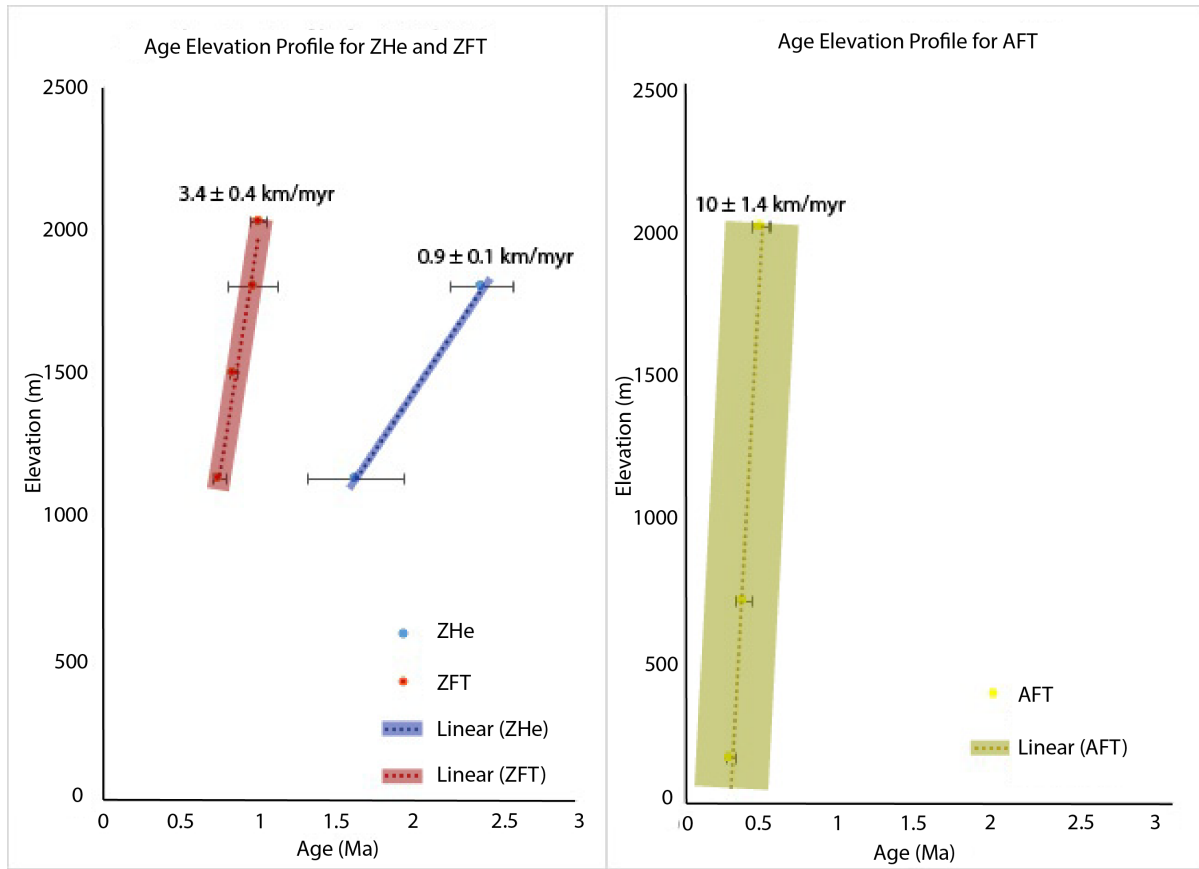 Age Elevation Profile for ZHe and ZFT
2500
2000
1500
1000
500
0
Elevation (m)
3.4 ± 0.4 km/myr
0.9 ± 0.1 km/myr
ZHe
ZFT
Linear (ZHe)
Linear (ZFT)
0 0.5 1 1.5 2 2.5 3
Age (Ma)
Age Elevation Profile for AFT
2500
2000
1500
1000
500
0
Elevation (m)
10 ± 1.4 km/myr
AFT
Linear (AFT)
0 0.5 1 1.5 2 2.5 3
Age (Ma)